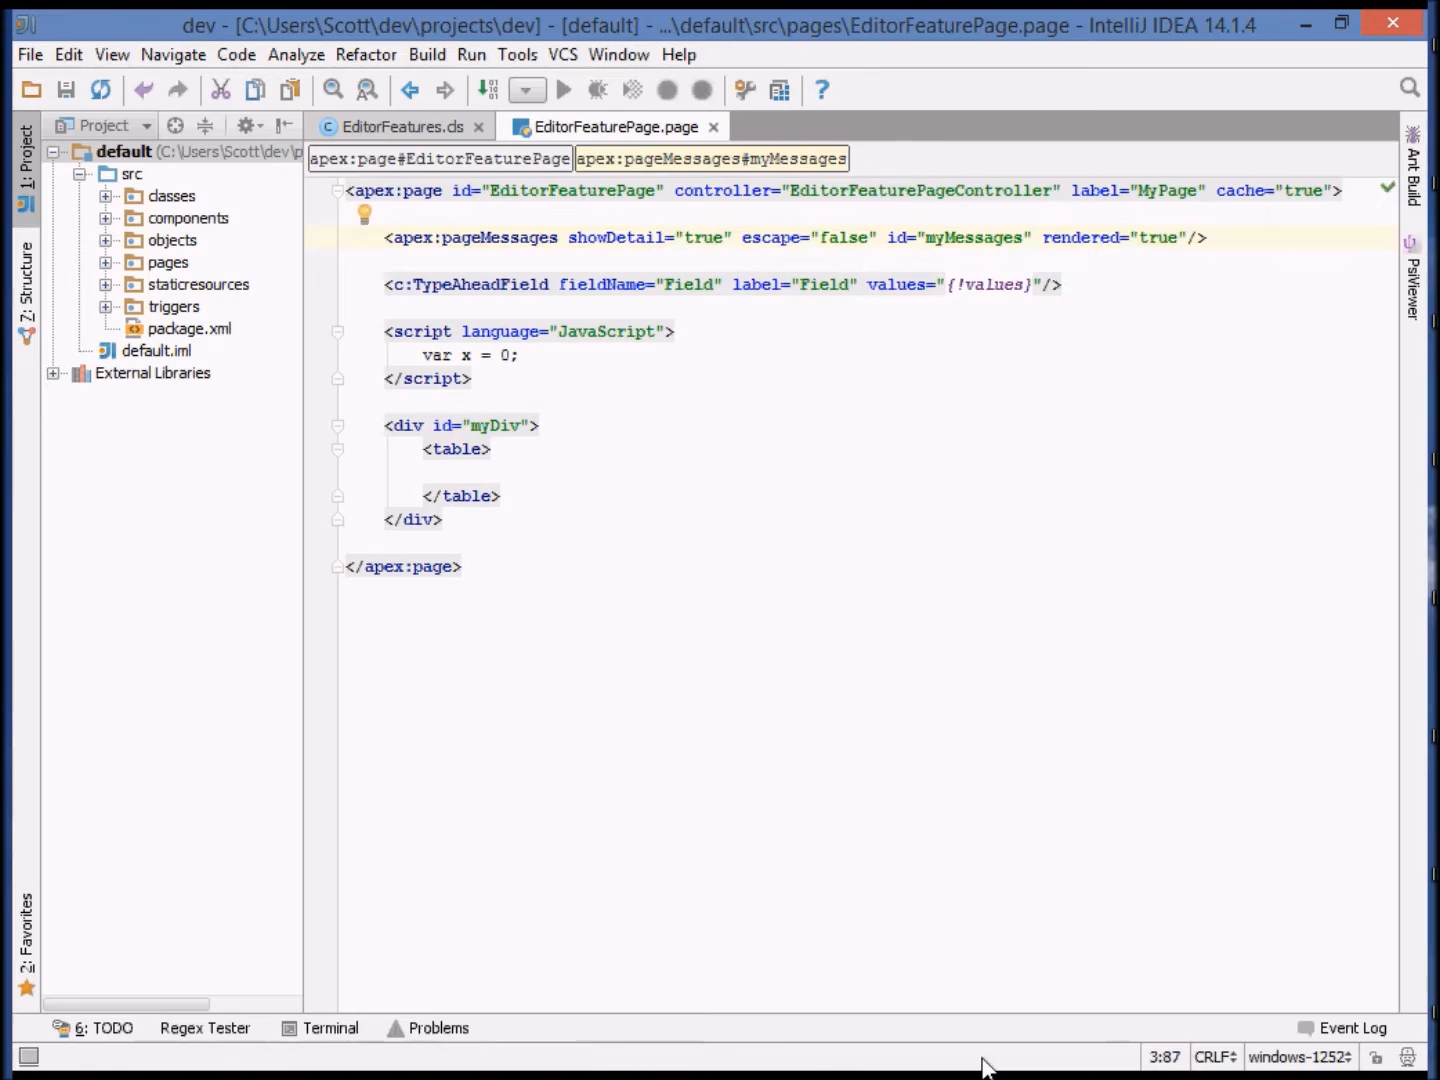 dev - [C:\Users\Scott\dev\projects\dev] - [default] - ...\default\src\pages\EditorFeaturePage.page - IntelliJ IDEA 14.1.4
File Edit View Navigate Code Analyze Refactor Build Run Tools VCS Window Help
Project
EditorFeatures.cls
EditorFeaturePage.page
default (C:\Users\Scott\dev\p
src
classes
components
objects
pages
staticresources
triggers
package.xml
default.iml
External Libraries
1: Project
7: Structure
2: Favorites
apex:page#EditorFeaturePage apex:pageMessages#myMessages
<apex:page id="EditorFeaturePage" controller="EditorFeaturePageController" label="MyPage" cache="true">
<apex:pageMessages showDetail="true" escape="false" id="myMessages" rendered="true"/>
<c:TypeAheadField fieldName="Field" label="Field" values="{!values}"/>
<script language="JavaScript">
var x = 0;
</script>
<div id="myDiv">
<table>
</table>
</div>
</apex:page>
Ant Build
PsiViewer
6: TODO Regex Tester Terminal Problems Event Log
3:87 CRLF windows-1252